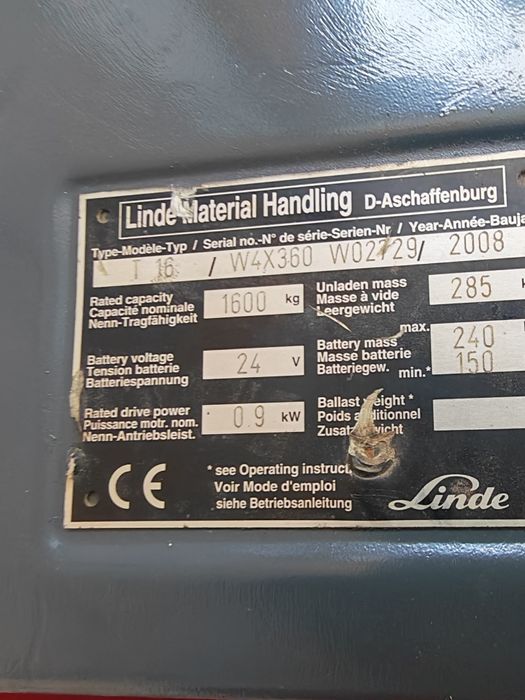 Linde Material Handling D-Aschaffenburg
Type-Modèle-Typ / Serial no.-N° de série-Serien-Nr / Year-Année-Bauja
T 16 / W4X360 W02729/ 2008
Rated capacity
Capacité nominale
Nenn-Tragfähigkeit
1600 kg
Unladen mass
Masse à vide
Leergewicht
285
Battery voltage
Tension batterie
Batteriespannung
24 V
Battery mass
Masse batterie
Batteriegew.
max. 240
min.* 150
Rated drive power
Puissance motr. nom.
Nenn-Antriebsleist.
0.9 kW
Ballast weight *
Poids additionnel
Zusatzgewicht
CE
* see Operating instruct
Voir Mode d'emploi
siehe Betriebsanleitung
Linde